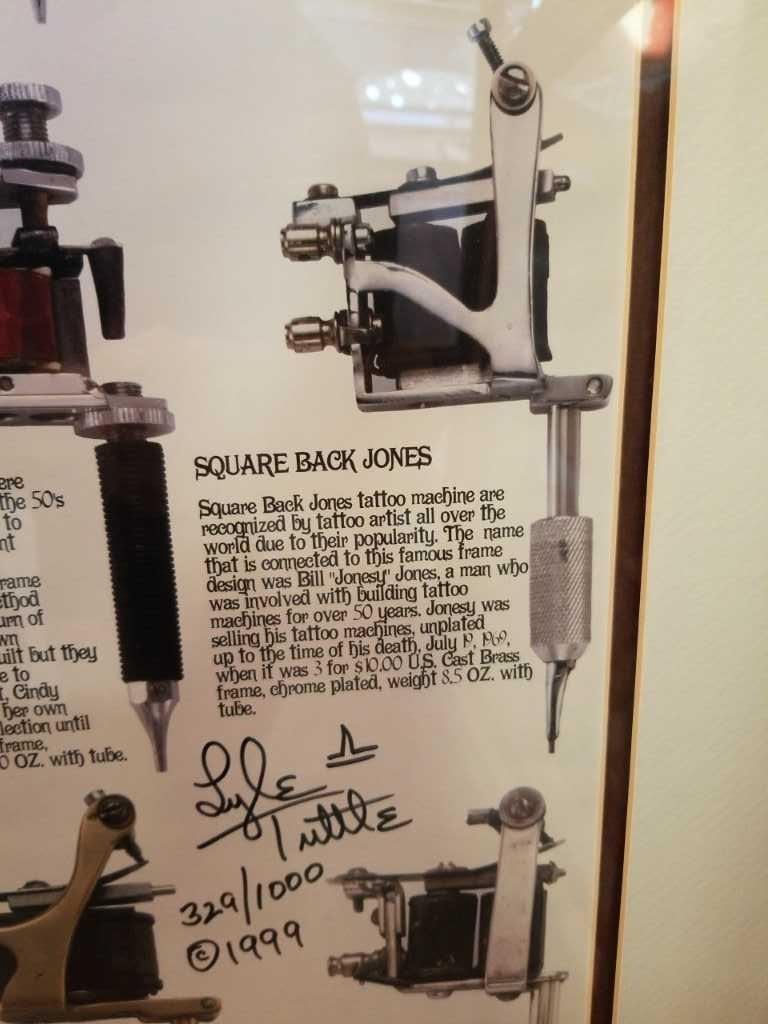 ere
the 50's
to
nt
rame
ethod
urn of
wn
uilt but they
e to
t, Cindy
her own
lection until
frame,
0 OZ. with tube.
SQUARE BACK JONES
Square Back Jones tattoo machine are
recognized by tattoo artist all over the
world due to their popularity. The name
that is connected to this famous frame
design was Bill "Jonesy" Jones, a man who
was involved with building tattoo
machines for over 50 years. Jonesy was
selling his tattoo machines, unplated
up to the time of his death, July 19, 1969,
when it was 3 for $10.00 U.S. Cast Brass
frame, chrome plated, weight 8.5 OZ. with
tube.
Lyle
Tuttle
329/1000
©1999